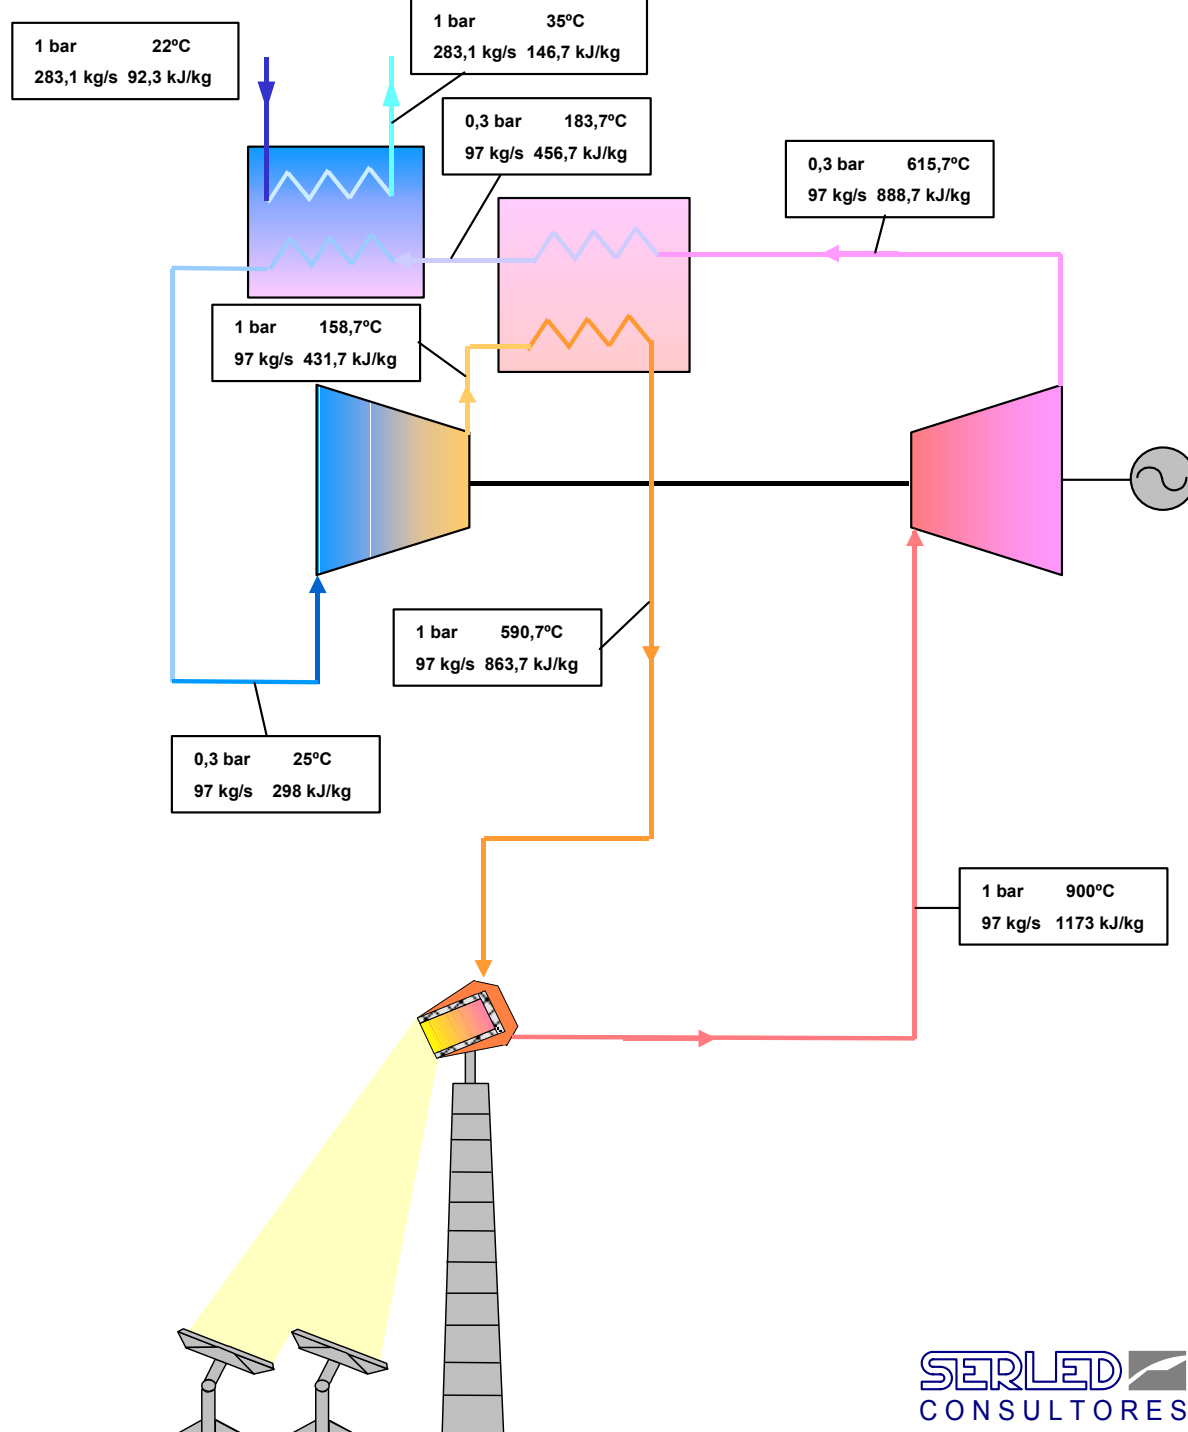 1 bar 35ºC
283,1 kg/s 146,7 kJ/kg
1 bar 22ºC
283,1 kg/s 92,3 kJ/kg
0,3 bar 183,7ºC
97 kg/s 456,7 kJ/kg
0,3 bar 615,7ºC
97 kg/s 888,7 kJ/kg
1 bar 158,7ºC
97 kg/s 431,7 kJ/kg
1 bar 590,7ºC
97 kg/s 863,7 kJ/kg
0,3 bar 25ºC
97 kg/s 298 kJ/kg
1 bar 900ºC
97 kg/s 1173 kJ/kg
SERLED
CONSULTORES